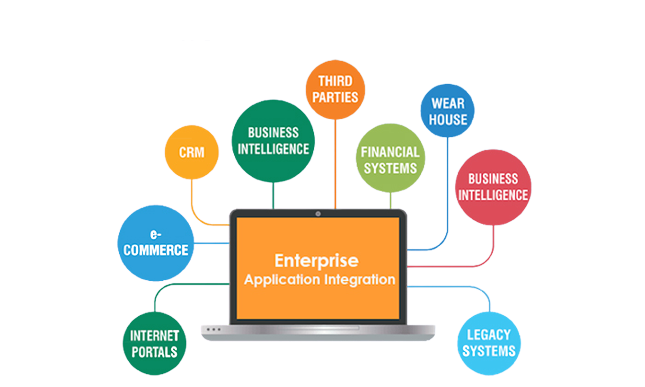 THIRD
PARTIES
WEAR
HOUSE
BUSINESS
INTELLIGENCE
CRM
FINANCIAL
SYSTEMS
BUSINESS
INTELLIGENCE
e-
COMMERCE
Enterprise
Application Integration
INTERNET
PORTALS
LEGACY
SYSTEMS